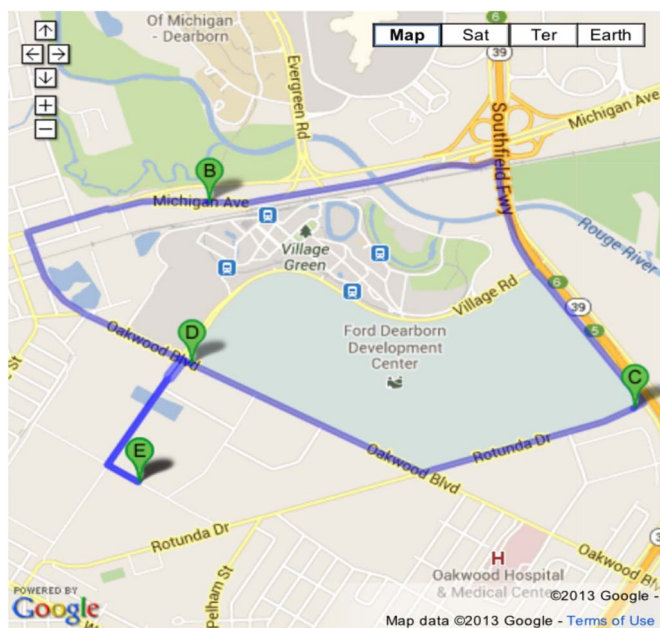 Of Michigan -
Dearborn
Map
Sat
Ter
Earth
39
6
Evergreen Rd
Southfield Fwy
Michigan Ave
B
Michigan Ave
Village
Green
Rouge River
Village Rd
6
39
5
D
Oakwood Blvd
Ford Dearborn
Development
Center
C
E
Rotunda Dr
Oakwood Blvd
Rotunda Dr
Pelham St
H
Oakwood Hospital
& Medical Cente
Oakwood Blv
St
POWERED BY
Google
©2013 Google -
Map data ©2013 Google - Terms of Use